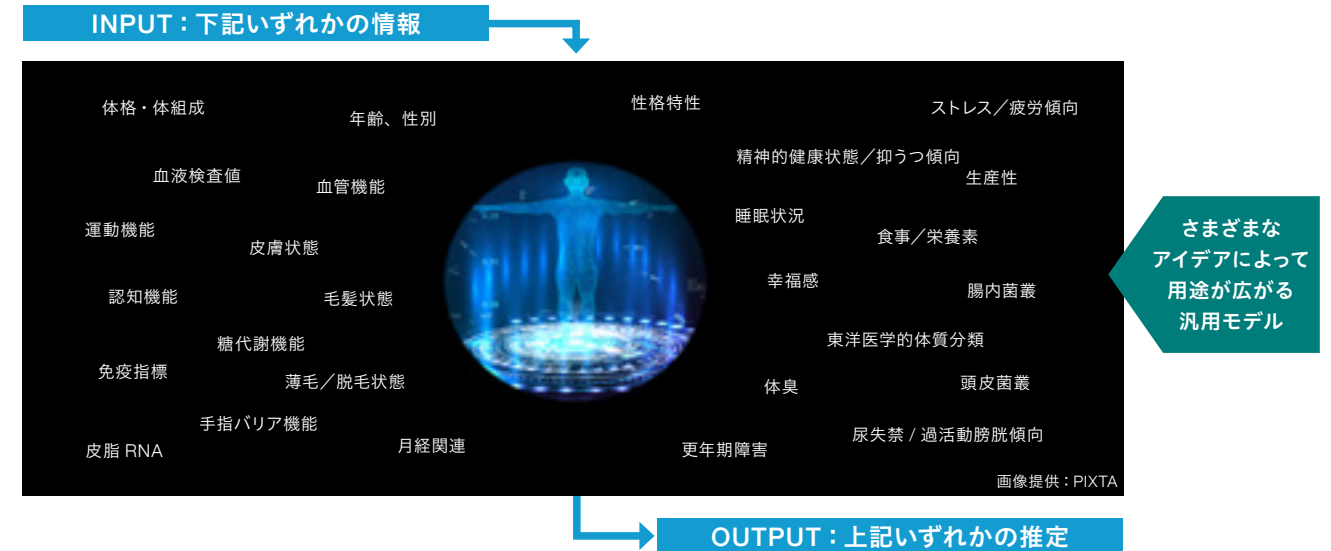 INPUT：下記いずれかの情報
体格・体組成
年齢、性別
性格特性
ストレス／疲労傾向
精神的健康状態／抑うつ傾向
血液検査値
血管機能
生産性
運動機能
皮膚状態
睡眠状況
食事／栄養素
認知機能
毛髪状態
幸福感
腸内菌叢
糖代謝機能
東洋医学的体質分類
免疫指標
薄毛／脱毛状態
体臭
頭皮菌叢
手指バリア機能
皮脂 RNA
月経関連
更年期障害
尿失禁 / 過活動膀胱傾向
画像提供：PIXTA
さまざまな
アイデアによって
用途が広がる
汎用モデル
OUTPUT：上記いずれかの推定